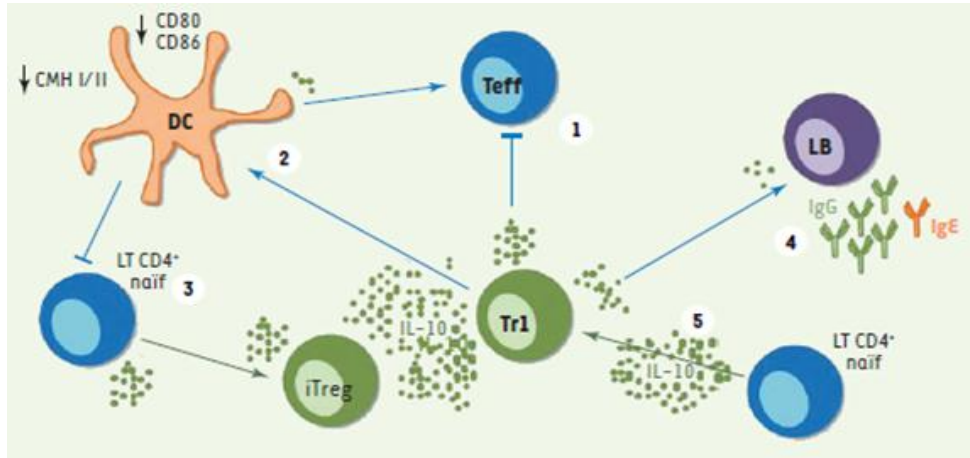 ↓ CD80
CD86
↓ CMH I/II
DC
Teff
1
2
LB
IgG
IgE
4
LT CD4⁺
naïf
3
IL-10
Tr1
5
IL-10
LT CD4⁺
naïf
iTreg